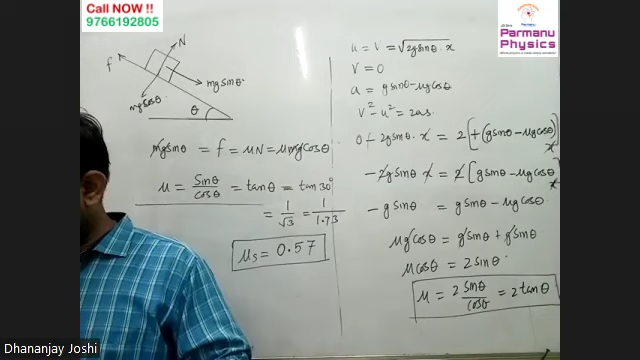 Call NOW !!
9766192805
JD Sir's
Parmanu
Physics
N
f
mg sinθ
mg cosθ
θ
mg sinθ = f = μN = μmg cosθ
μ = Sinθ / cosθ = tanθ = tan 30°
= 1/√3 = 1/1.73
μs = 0.57
u = v = √2g sinθ · x
v = 0
a = g sinθ - μg cosθ
v² - u² = 2as
0 - 2g sinθ · x = 2[+(g sinθ - μg cosθ) x
- 2g sinθ x = 2[g sinθ - μg cosθ] x
- g sinθ = g sinθ - μg cosθ
μg cosθ = g sinθ + g sinθ
μ cosθ = 2 sinθ
μ = 2 sinθ / cosθ = 2 tanθ
Dhananjay Joshi